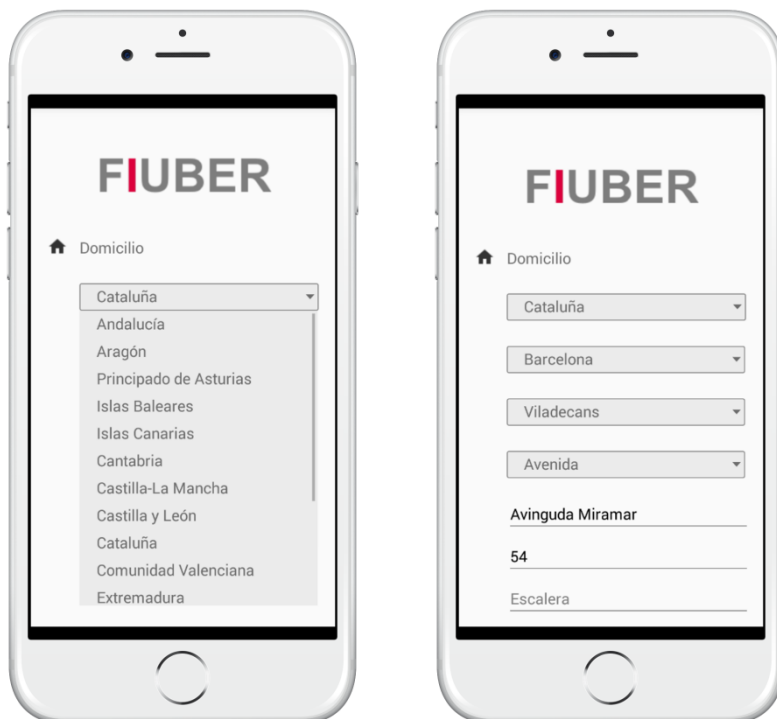 FIUBER
Domicilio
Cataluña
Andalucía
Aragón
Principado de Asturias
Islas Baleares
Islas Canarias
Cantabria
Castilla-La Mancha
Castilla y León
Cataluña
Comunidad Valenciana
Extremadura
FIUBER
Domicilio
Cataluña
Barcelona
Viladecans
Avenida
Avinguda Miramar
54
Escalera